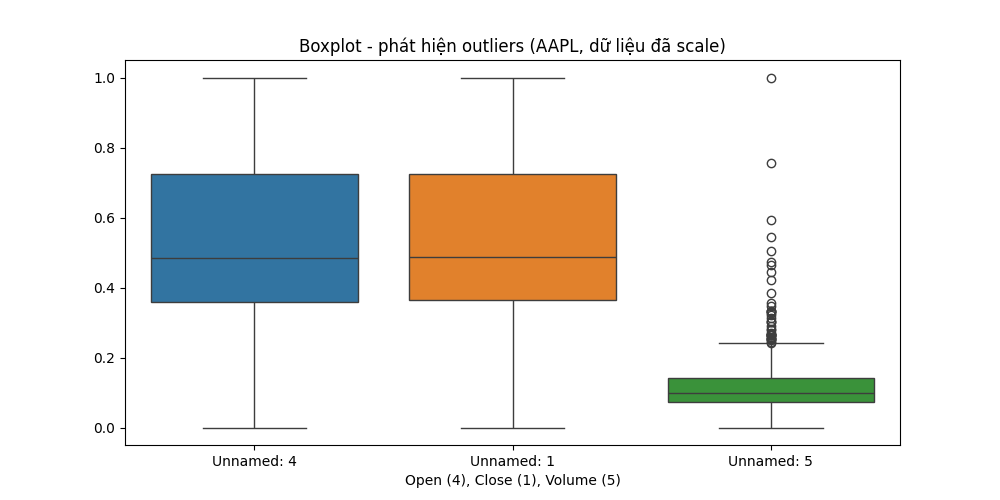 Boxplot - phát hiện outliers (AAPL, dữ liệu đã scale)
1.0
0.8
0.6
0.4
0.2
0.0
Unnamed: 4
Unnamed: 1
Unnamed: 5
Open (4), Close (1), Volume (5)